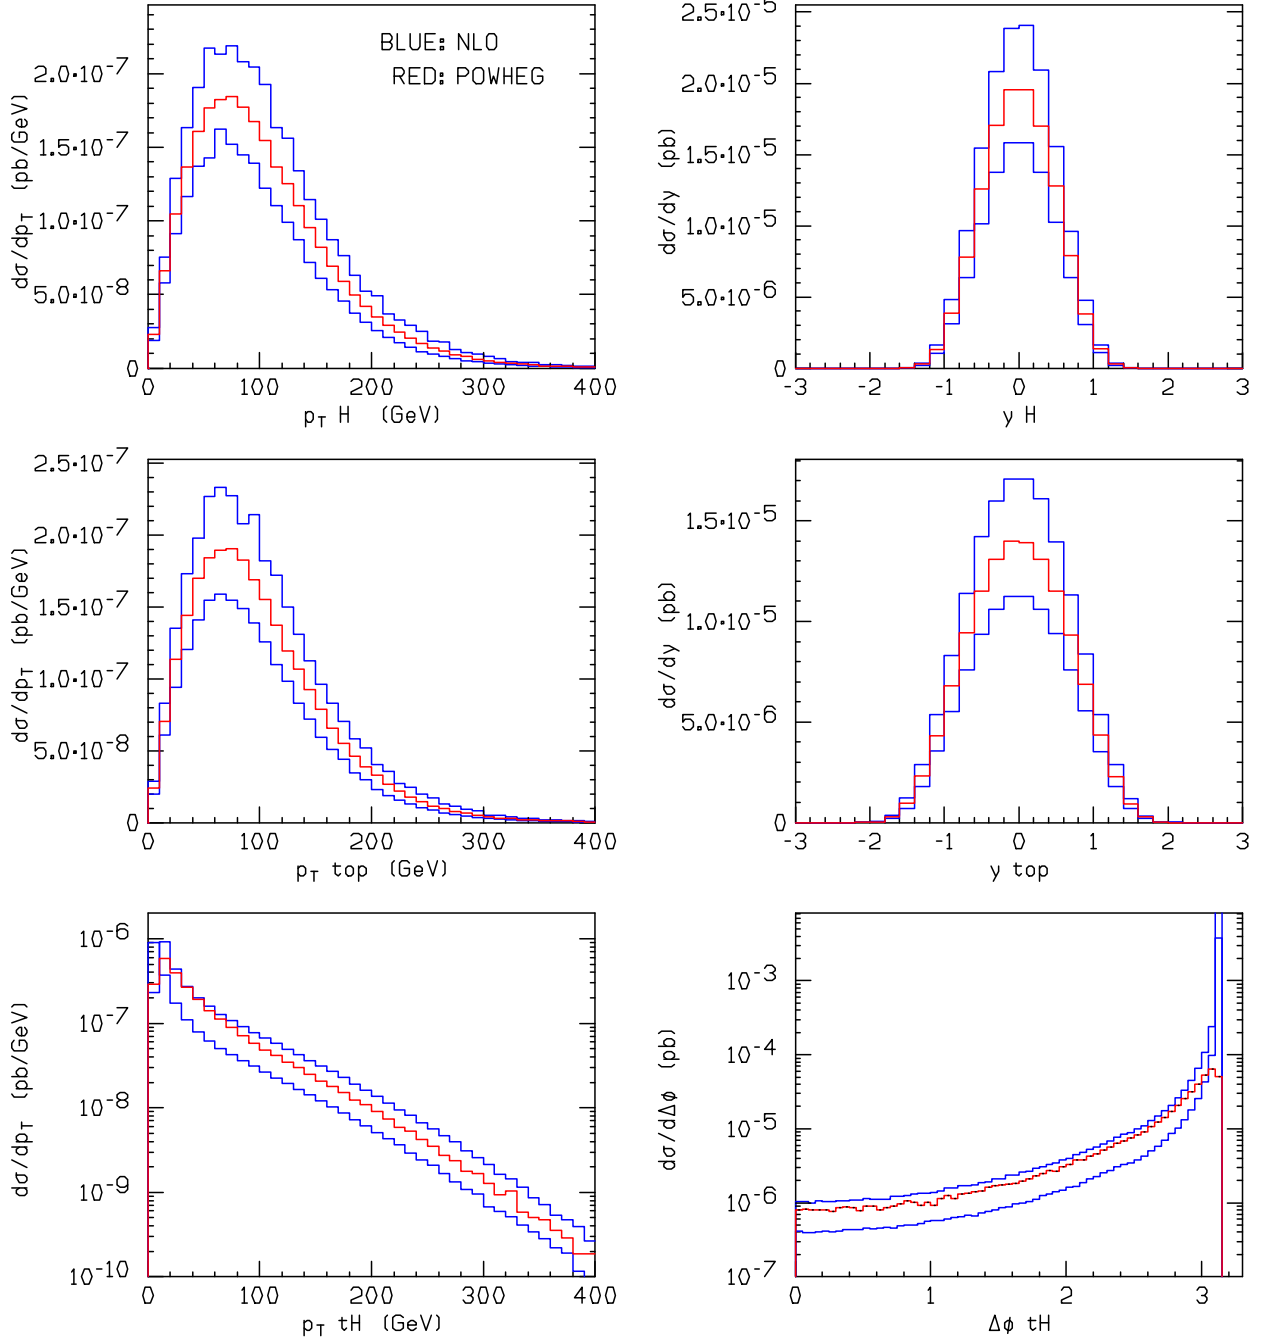 BLUE: NLO
RED: POWHEG
dσ/dp_T (pb/GeV)
2.0·10^-7
1.5·10^-7
1.0·10^-7
5.0·10^-8
0
0 100 200 300 400
p_T H (GeV)
dσ/dy (pb)
2.5·10^-5
2.0·10^-5
1.5·10^-5
1.0·10^-5
5.0·10^-6
0
-3 -2 -1 0 1 2 3
y H
dσ/dp_T (pb/GeV)
2.5·10^-7
2.0·10^-7
1.5·10^-7
1.0·10^-7
5.0·10^-8
0
0 100 200 300 400
p_T top (GeV)
dσ/dy (pb)
1.5·10^-5
1.0·10^-5
5.0·10^-6
0
-3 -2 -1 0 1 2 3
y top
dσ/dp_T (pb/GeV)
10^-6
10^-7
10^-8
10^-9
10^-10
0 100 200 300 400
p_T tH (GeV)
dσ/dΔϕ (pb)
10^-3
10^-4
10^-5
10^-6
10^-7
0 1 2 3
Δϕ tH